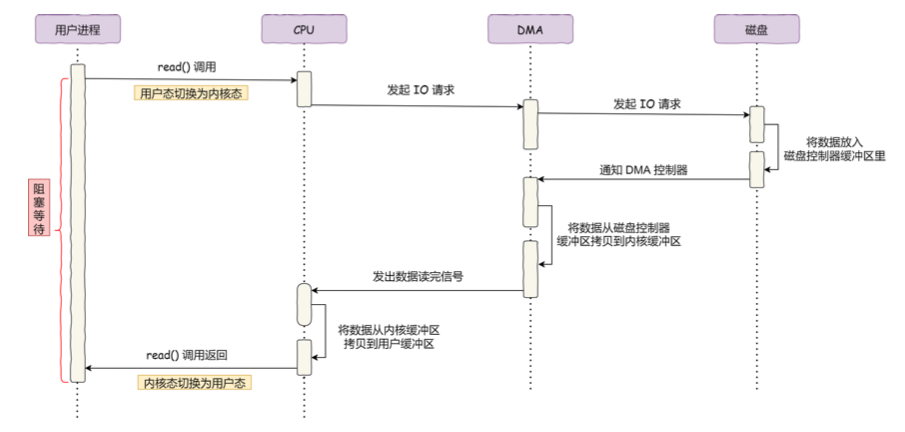 用户进程
CPU
DMA
磁盘
read() 调用
用户态切换为内核态
发起 IO 请求
发起 IO 请求
将数据放入
磁盘控制器缓冲区里
通知 DMA 控制器
阻塞等待
将数据从磁盘控制器
缓冲区拷贝到内核缓冲区
发出数据读完信号
将数据从内核缓冲区
拷贝到用户缓冲区
read() 调用返回
内核态切换为用户态